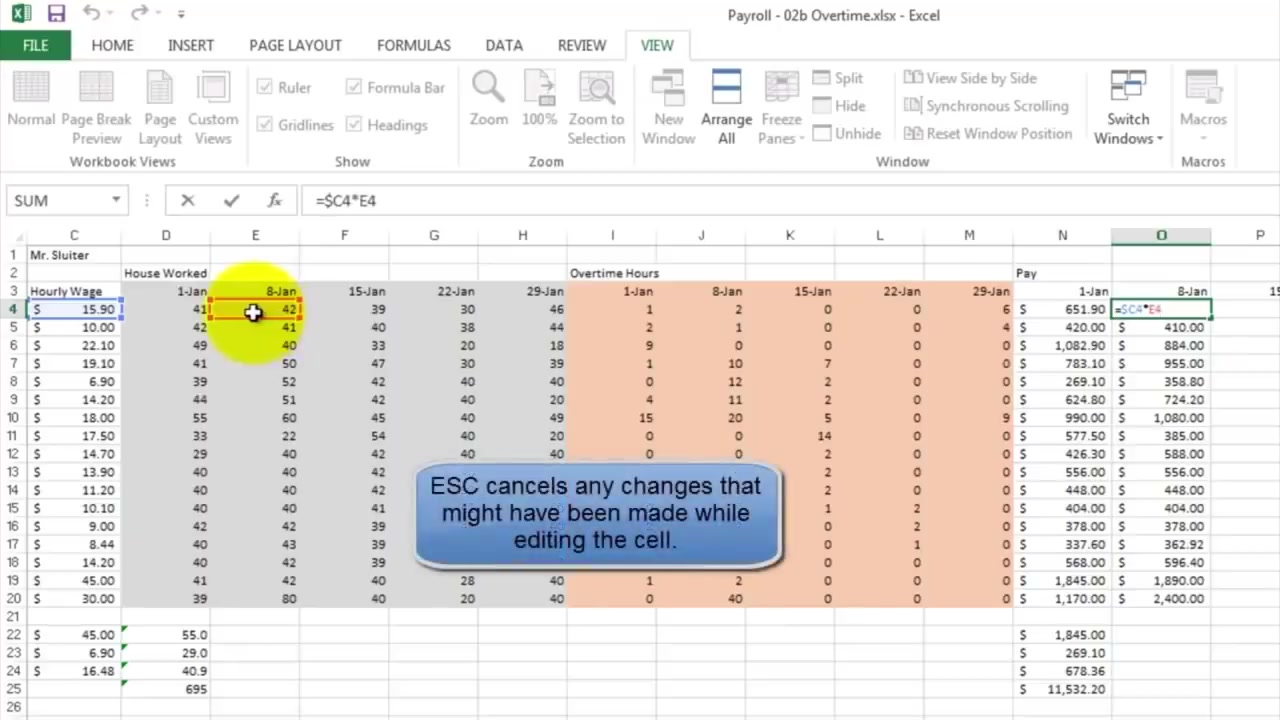 Payroll - 02b Overtime.xlsx - Excel
FILE HOME INSERT PAGE LAYOUT FORMULAS DATA REVIEW VIEW
Normal Page Break Preview Page Layout Custom Views
Workbook Views
Ruler Formula Bar
Gridlines Headings
Show
Zoom 100% Zoom to Selection
Zoom
New Window Arrange All Freeze Panes
Split
Hide
Unhide
View Side by Side
Synchronous Scrolling
Reset Window Position
Switch Windows
Window
Macros
Macros
SUM fx =$C4*E4
C D E F G H I J K L M N O P
1 Mr. Sluiter
2 House Worked Overtime Hours Pay
3 Hourly Wage 1-Jan 8-Jan 15-Jan 22-Jan 29-Jan 1-Jan 8-Jan 15-Jan 22-Jan 29-Jan 1-Jan 8-Jan 15
4 $ 15.90 41 42 39 30 46 1 2 0 0 6 $ 651.90 =$C4*E4
5 $ 10.00 42 41 40 38 44 2 1 0 0 4 $ 420.00 $ 410.00
6 $ 22.10 49 40 33 20 18 9 0 0 0 0 $ 1,082.90 $ 884.00
7 $ 19.10 41 50 47 30 39 1 10 7 0 0 $ 783.10 $ 955.00
8 $ 6.90 39 52 42 40 40 0 12 2 0 0 $ 269.10 $ 358.80
9 $ 14.20 44 51 42 40 20 4 11 2 0 0 $ 624.80 $ 724.20
10 $ 18.00 55 60 45 40 49 15 20 5 0 9 $ 990.00 $ 1,080.00
11 $ 17.50 33 22 54 40 20 0 0 14 0 0 $ 577.50 $ 385.00
12 $ 14.70 29 40 42 40 40 0 0 2 0 0 $ 426.30 $ 588.00
13 $ 13.90 40 40 42 2 0 0 $ 556.00 $ 556.00
14 $ 11.20 40 40 42 2 0 0 $ 448.00 $ 448.00
15 $ 10.10 40 40 41 1 2 0 $ 404.00 $ 404.00
16 $ 9.00 42 42 39 0 2 0 $ 378.00 $ 378.00
17 $ 8.44 40 43 39 0 1 0 $ 337.60 $ 362.92
18 $ 14.20 40 42 39 0 0 0 $ 568.00 $ 596.40
19 $ 45.00 41 42 40 28 40 1 2 0 0 0 $ 1,845.00 $ 1,890.00
20 $ 30.00 39 80 40 20 40 0 40 0 0 0 $ 1,170.00 $ 2,400.00
21
22 $ 45.00 55.0 $ 1,845.00
23 $ 6.90 29.0 $ 269.10
24 $ 16.48 40.9 $ 678.36
25 695 $ 11,532.20
26
ESC cancels any changes that
might have been made while
editing the cell.